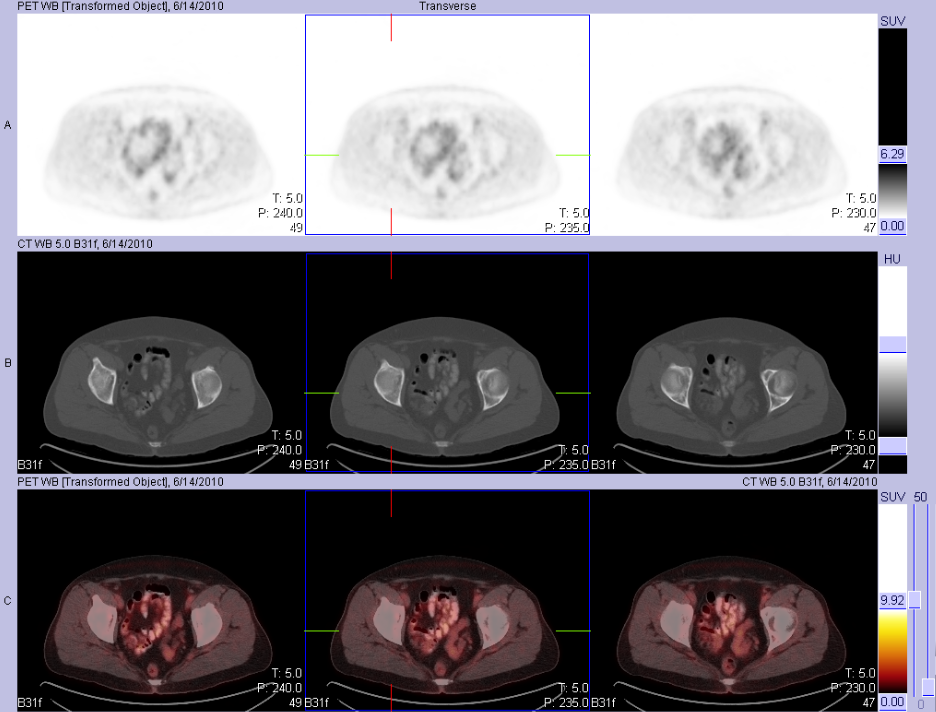 PET WB [Transformed Object], 6/14/2010
Transverse
SUV
A
6.29
T: 5.0
P: 240.0
49
T: 5.0
P: 235.0
T: 5.0
P: 230.0
47
0.00
CT WB 5.0 B31f, 6/14/2010
HU
B
T: 5.0
P: 240.0
B31f
49
T: 5.0
P: 235.0
B31f
T: 5.0
P: 230.0
B31f
47
PET WB [Transformed Object], 6/14/2010
CT WB 5.0 B31f, 6/14/2010
SUV
50
C
9.92
T: 5.0
P: 240.0
B31f
49
T: 5.0
P: 235.0
B31f
T: 5.0
P: 230.0
B31f
47
0.00
0